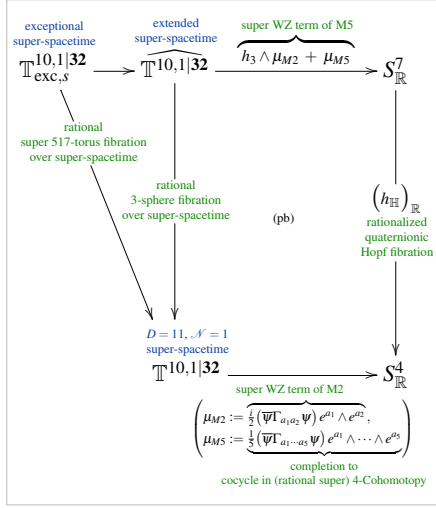 exceptional
super-spacetime
extended
super-spacetime
super WZ term of M5
𝕋^{10,1|32}_{exc,s}
\widehat{𝕋^{10,1|32}}
h_3 ∧ μ_{M2} + μ_{M5}
S^7_ℝ
rational
super 517-torus fibration
over super-spacetime
rational
3-sphere fibration
over super-spacetime
(pb)
(h_ℍ)_ℝ
rationalized
quaternionic
Hopf fibration
D = 11, 𝒩 = 1
super-spacetime
𝕋^{10,1|32}
S^4_ℝ
super WZ term of M2
μ_{M2} := \frac{i}{2}(\overline{ψ}Γ_{a_1 a_2}ψ) e^{a_1} ∧ e^{a_2},
μ_{M5} := \frac{1}{5}(\overline{ψ}Γ_{a_1⋯a_5}ψ) e^{a_1} ∧ ⋯ ∧ e^{a_5}
completion to
cocycle in (rational super) 4-Cohomotopy